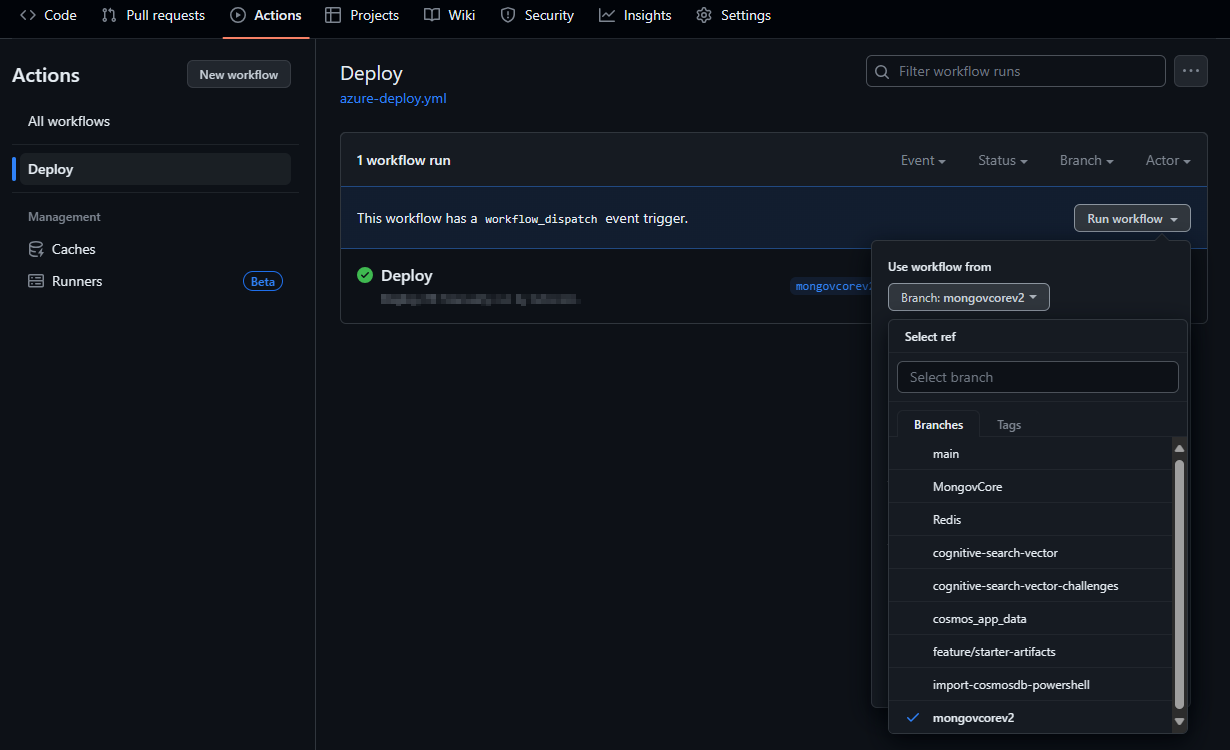 Code Pull requests Actions Projects Wiki Security Insights Settings
Actions
New workflow
All workflows
Deploy
Management
Caches
Runners
Beta
Deploy
azure-deploy.yml
Filter workflow runs
1 workflow run
Event Status Branch Actor
This workflow has a workflow_dispatch event trigger.
Run workflow
Deploy
mongovcorev2
Use workflow from
Branch: mongovcorev2
Select ref
Select branch
Branches Tags
main
MongovCore
Redis
cognitive-search-vector
cognitive-search-vector-challenges
cosmos_app_data
feature/starter-artifacts
import-cosmosdb-powershell
mongovcorev2